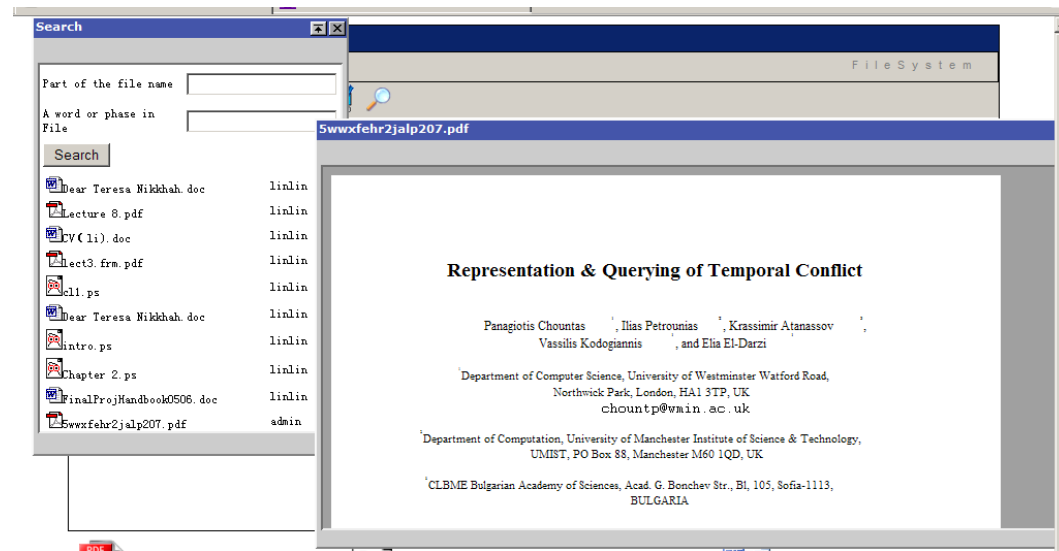 Search
FileSystem
Part of the file name
A word or phase in
File
Search
Dear Teresa Nikkhah.doc linlin
Lecture 8.pdf linlin
CV(li).doc linlin
lect3.frm.pdf linlin
cl1.ps linlin
Dear Teresa Nikkhah.doc linlin
intro.ps linlin
Chapter 2.ps linlin
FinalProjHandbook0506.doc linlin
5wwxfehr2jalp207.pdf admin
5wwxfehr2jalp207.pdf
Representation & Querying of Temporal Conflict
Panagiotis Chountas , Ilias Petrounias , Krassimir Atanassov ,
Vassilis Kodogiannis , and Elia El-Darzi
Department of Computer Science, University of Westminster Watford Road,
Northwick Park, London, HA1 3TP, UK
chountp@wmin.ac.uk
Department of Computation, University of Manchester Institute of Science & Technology,
UMIST, PO Box 88, Manchester M60 1QD, UK
CLBME Bulgarian Academy of Sciences, Acad. G. Bonchev Str., Bl, 105, Sofia-1113,
BULGARIA
PDF